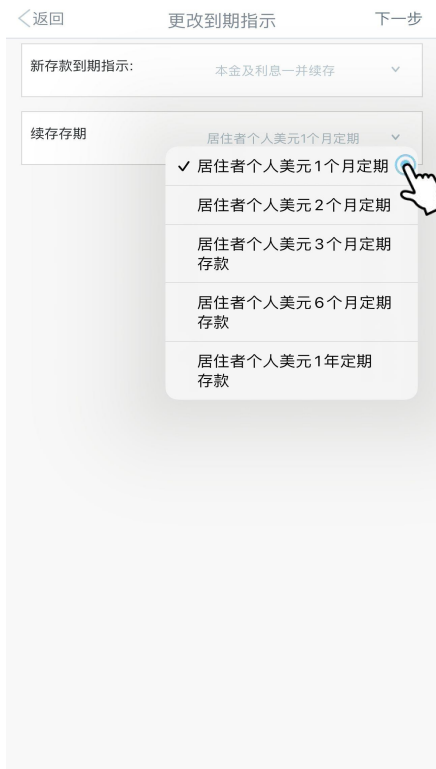 返回 更改到期指示 下一步
新存款到期指示: 本金及利息一并续存
续存存期 居住者个人美元1个月定期
居住者个人美元1个月定期
居住者个人美元2个月定期
居住者个人美元3个月定期
存款
居住者个人美元6个月定期
存款
居住者个人美元1年定期
存款